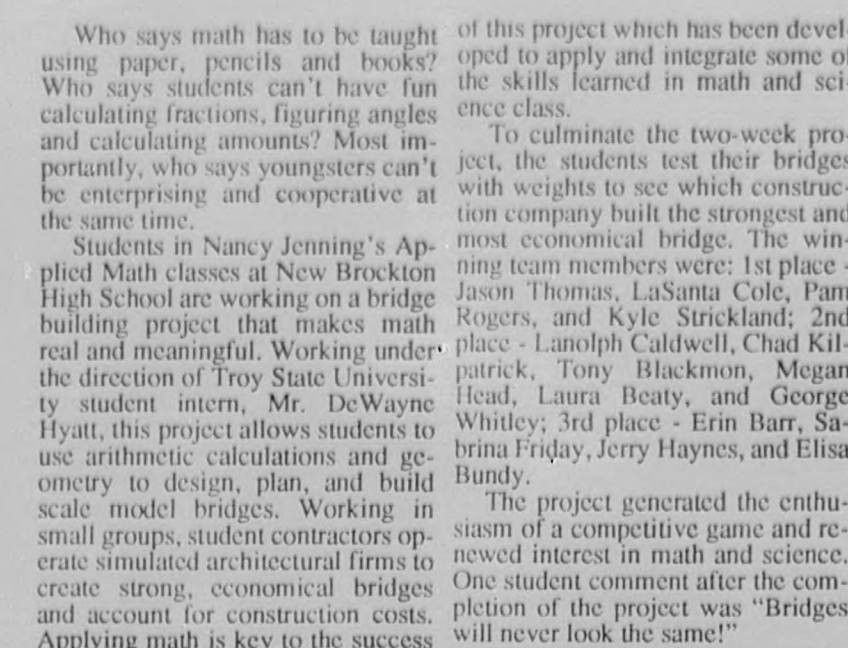 Who says math has to be taught
using paper, pencils and books?
Who says students can't have fun
calculating fractions, figuring angles
and calculating amounts? Most im-
portantly, who says youngsters can't
be enterprising and cooperative at
the same time.
Students in Nancy Jenning's Ap-
plied Math classes at New Brockton
High School are working on a bridge
building project that makes math
real and meaningful. Working under
the direction of Troy State Universi-
ty student intern, Mr. DeWayne
Hyatt, this project allows students to
use arithmetic calculations and ge-
ometry to design, plan, and build
scale model bridges. Working in
small groups, student contractors op-
erate simulated architectural firms to
create strong, economical bridges
and account for construction costs.
Applying math is key to the success
of this project which has been devel-
oped to apply and integrate some of
the skills learned in math and sci-
ence class.
To culminate the two-week pro-
ject, the students test their bridges
with weights to see which construc-
tion company built the strongest and
most economical bridge. The win-
ning team members were: 1st place -
Jason Thomas, LaSanta Cole, Pam
Rogers, and Kyle Strickland; 2nd
place - Lanolph Caldwell, Chad Kil-
patrick, Tony Blackmon, Megan
Head, Laura Beaty, and George
Whitley; 3rd place - Erin Barr, Sa-
brina Friday, Jerry Haynes, and Elisa
Bundy.
The project generated the enthu-
siasm of a competitive game and re-
newed interest in math and science.
One student comment after the com-
pletion of the project was "Bridges
will never look the same!"